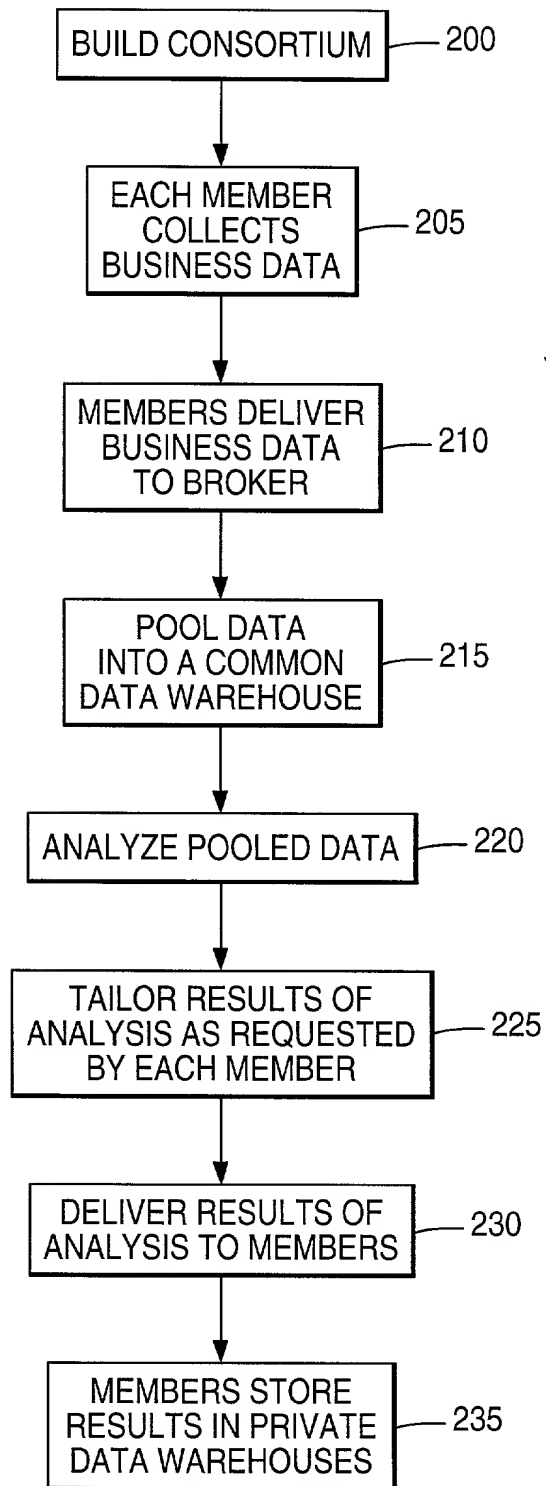 BUILD CONSORTIUM
200
EACH MEMBER
COLLECTS
BUSINESS DATA
205
MEMBERS DELIVER
BUSINESS DATA
TO BROKER
210
POOL DATA
INTO A COMMON
DATA WAREHOUSE
215
ANALYZE POOLED DATA
220
TAILOR RESULTS OF
ANALYSIS AS REQUESTED
BY EACH MEMBER
225
DELIVER RESULTS OF
ANALYSIS TO MEMBERS
230
MEMBERS STORE
RESULTS IN PRIVATE
DATA WAREHOUSES
235